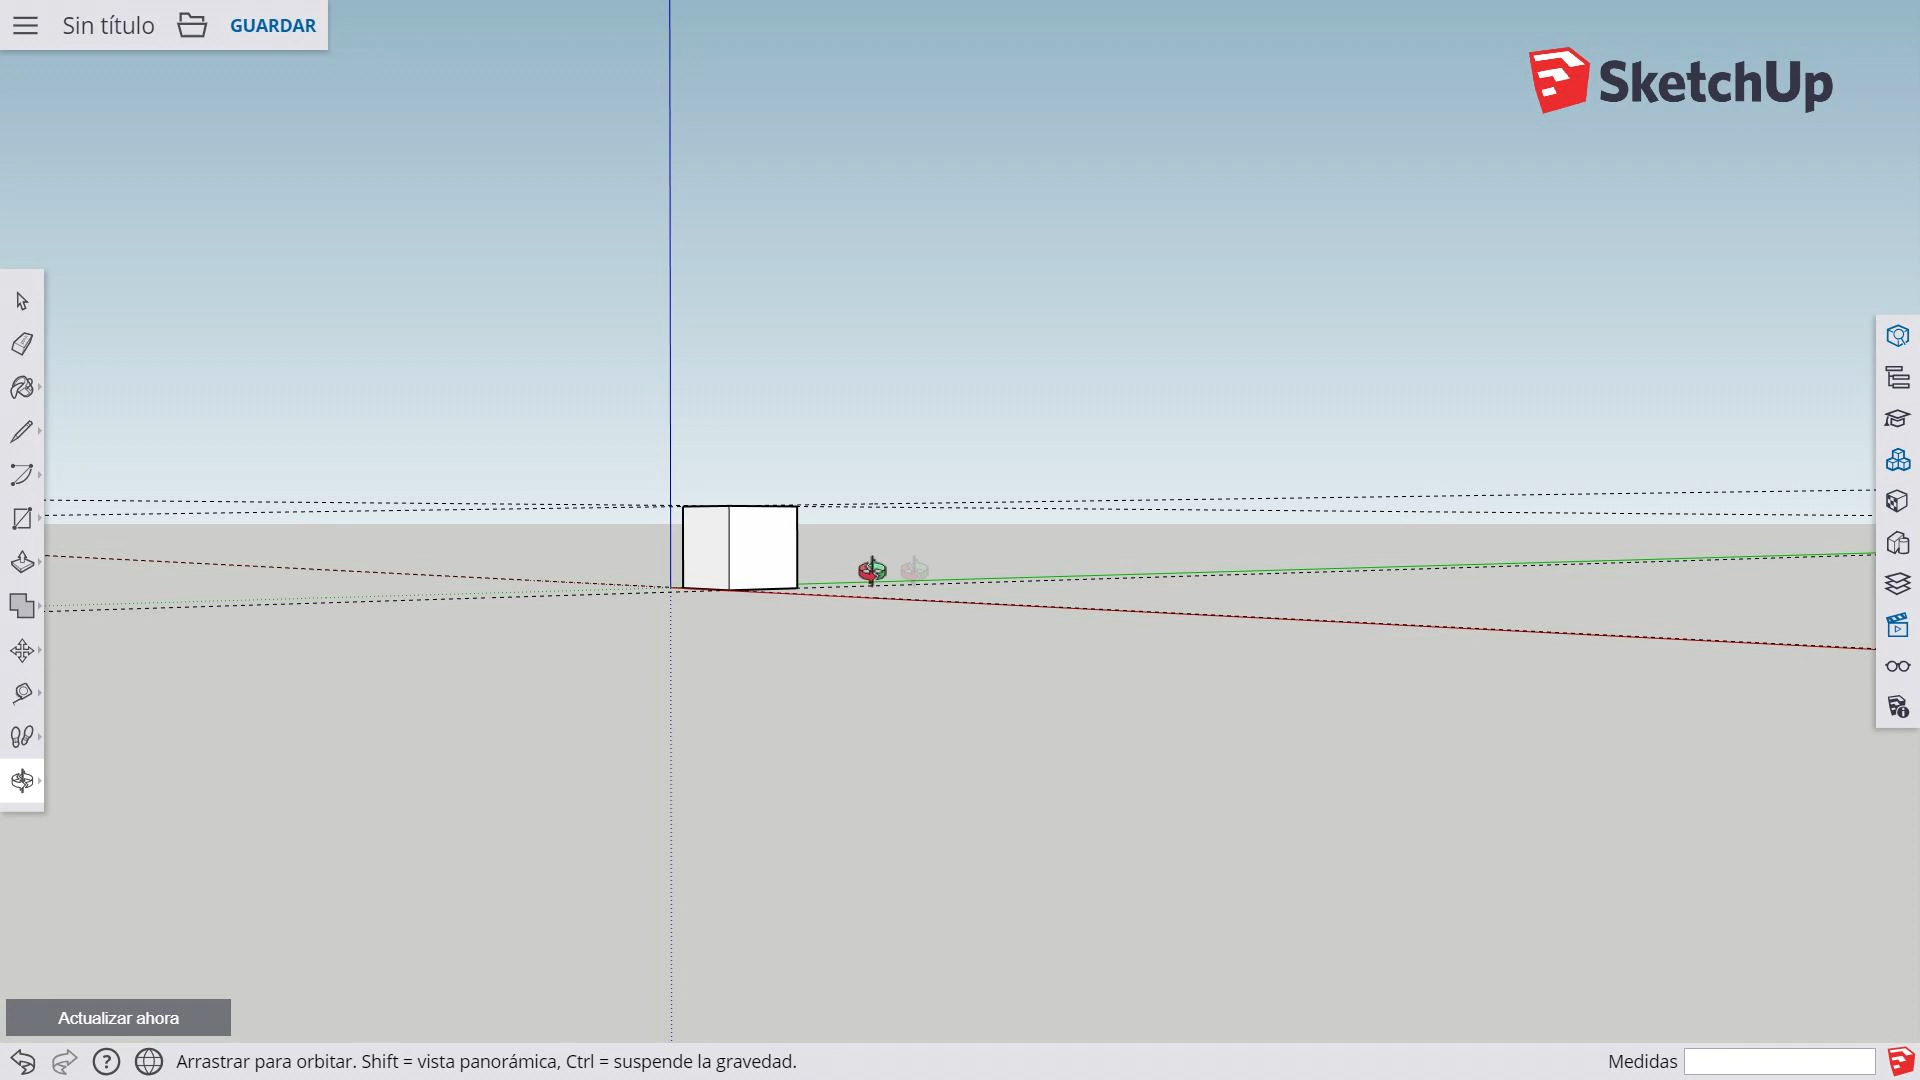 Sin título
GUARDAR
SketchUp
Actualizar ahora
Arrastrar para orbitar. Shift = vista panorámica, Ctrl = suspende la gravedad.
Medidas